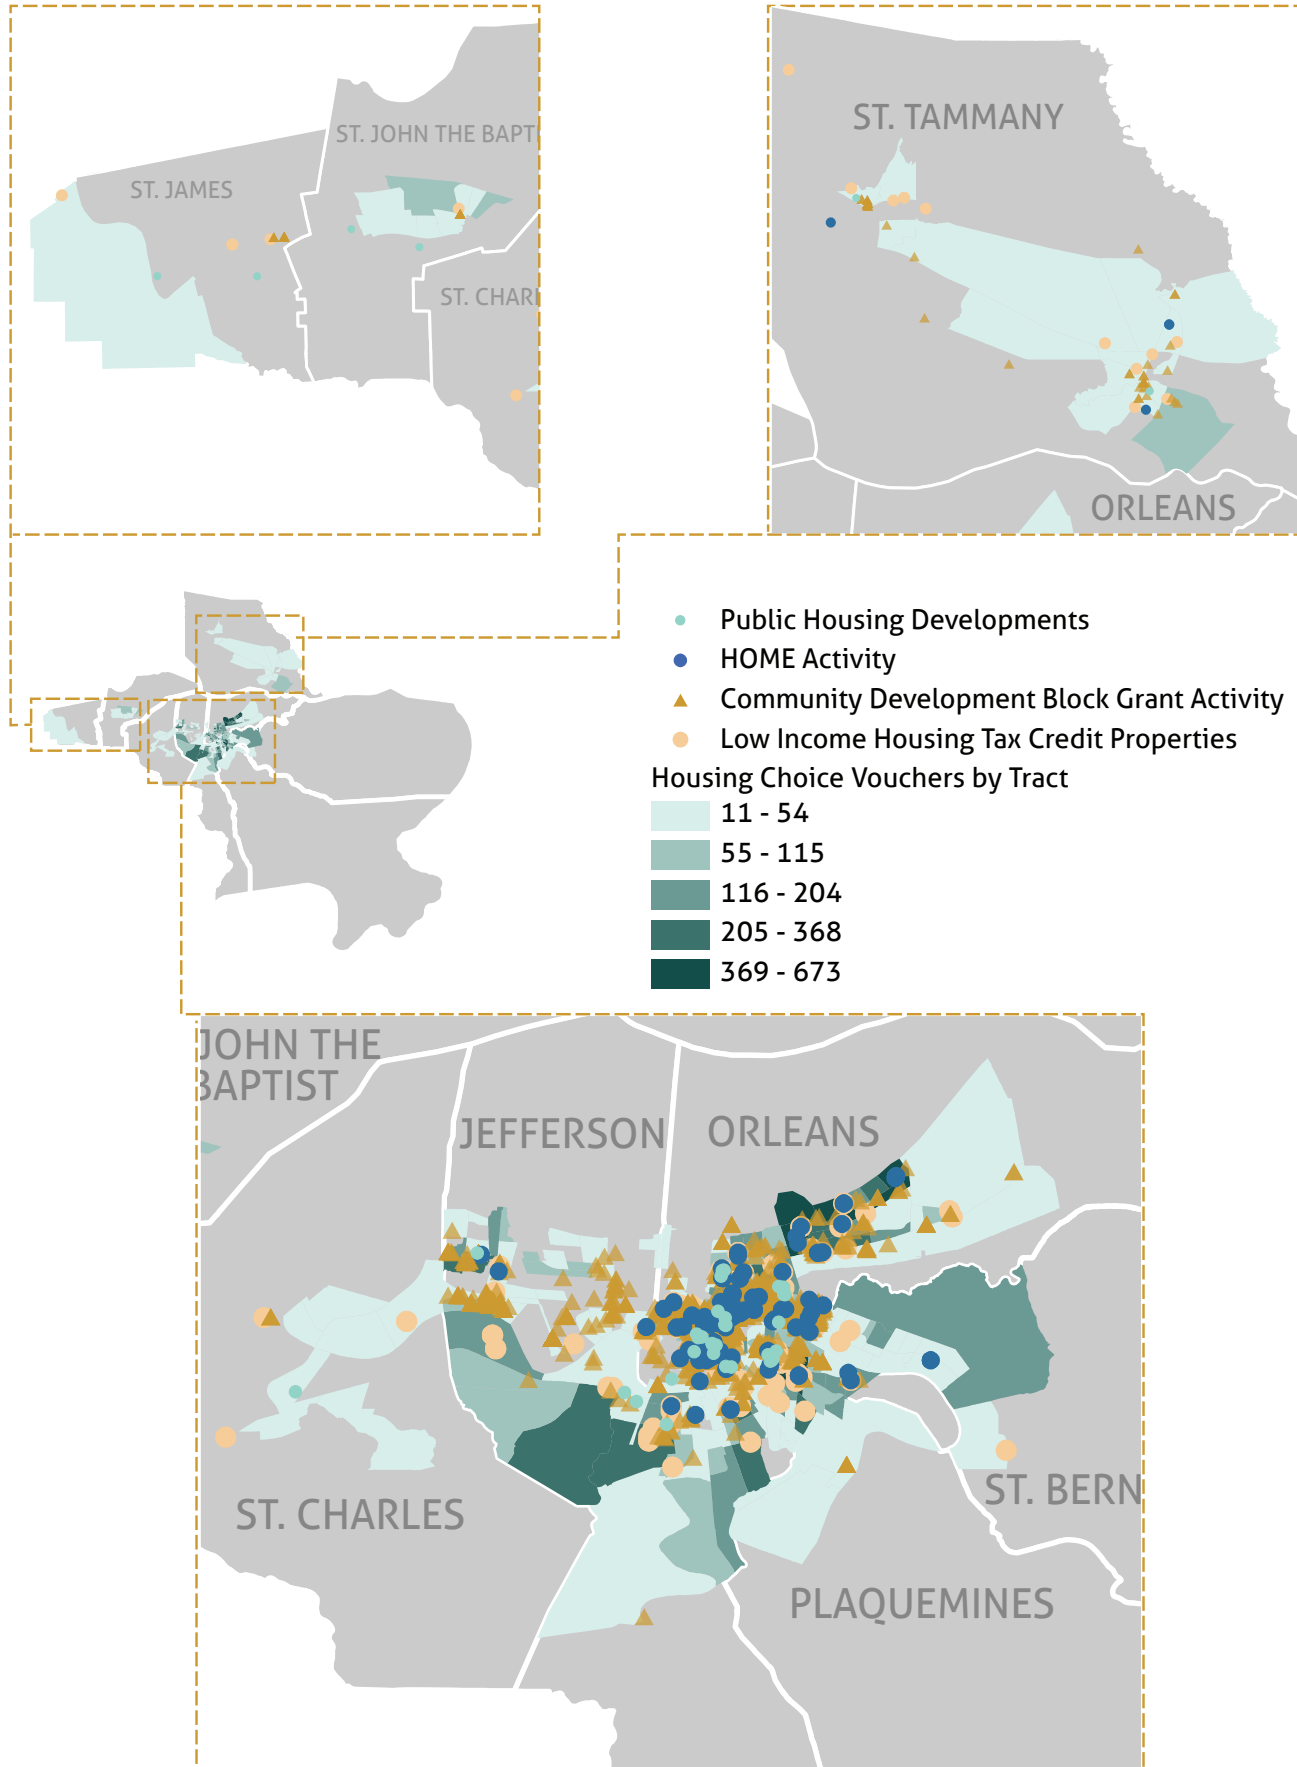 ST. TAMMANY
ST. JOHN THE BAPT
ST. JAMES
ST. CHARL
ORLEANS
Public Housing Developments
HOME Activity
Community Development Block Grant Activity
Low Income Housing Tax Credit Properties
Housing Choice Vouchers by Tract
11 - 54
55 - 115
116 - 204
205 - 368
369 - 673
JOHN THE
BAPTIST
JEFFERSON
ORLEANS
ST. CHARLES
ST. BERN
PLAQUEMINES